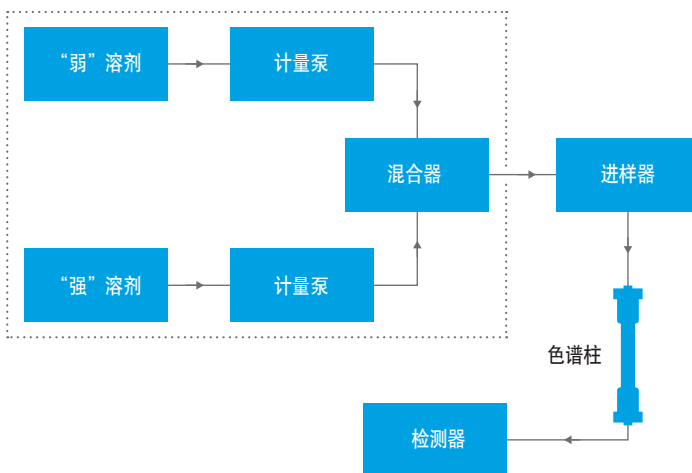 “弱”溶剂
计量泵
混合器
进样器
“强”溶剂
计量泵
色谱柱
检测器